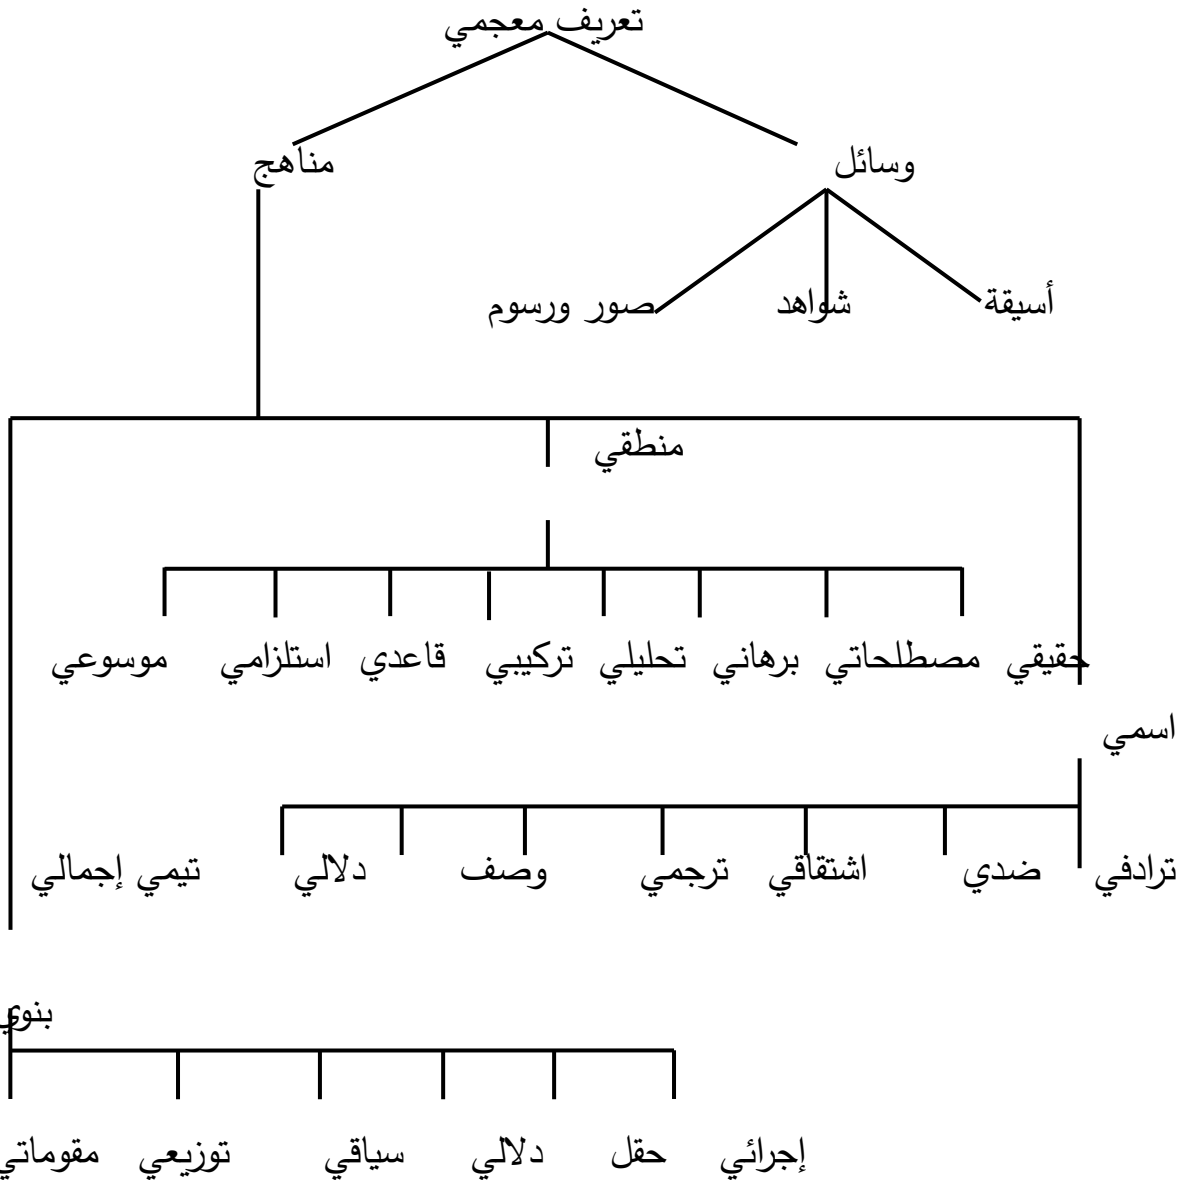 تعريف معجمي
وسائل مناهج
أسيقة شواهد صور ورسوم
منطقي
حقيقي مصطلحاتي برهاني تحليلي تركيبي قاعدي استلزامي موسوعي
اسمي
ترادفي ضدي اشتقاقي ترجمي وصف دلالي تيمي إجمالي
بنوي
إجرائي حقل دلالي سياقي توزيعي مقوماتي